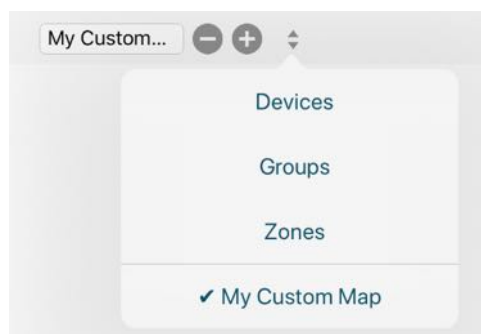 My Custom...
Devices
Groups
Zones
✔ My Custom Map